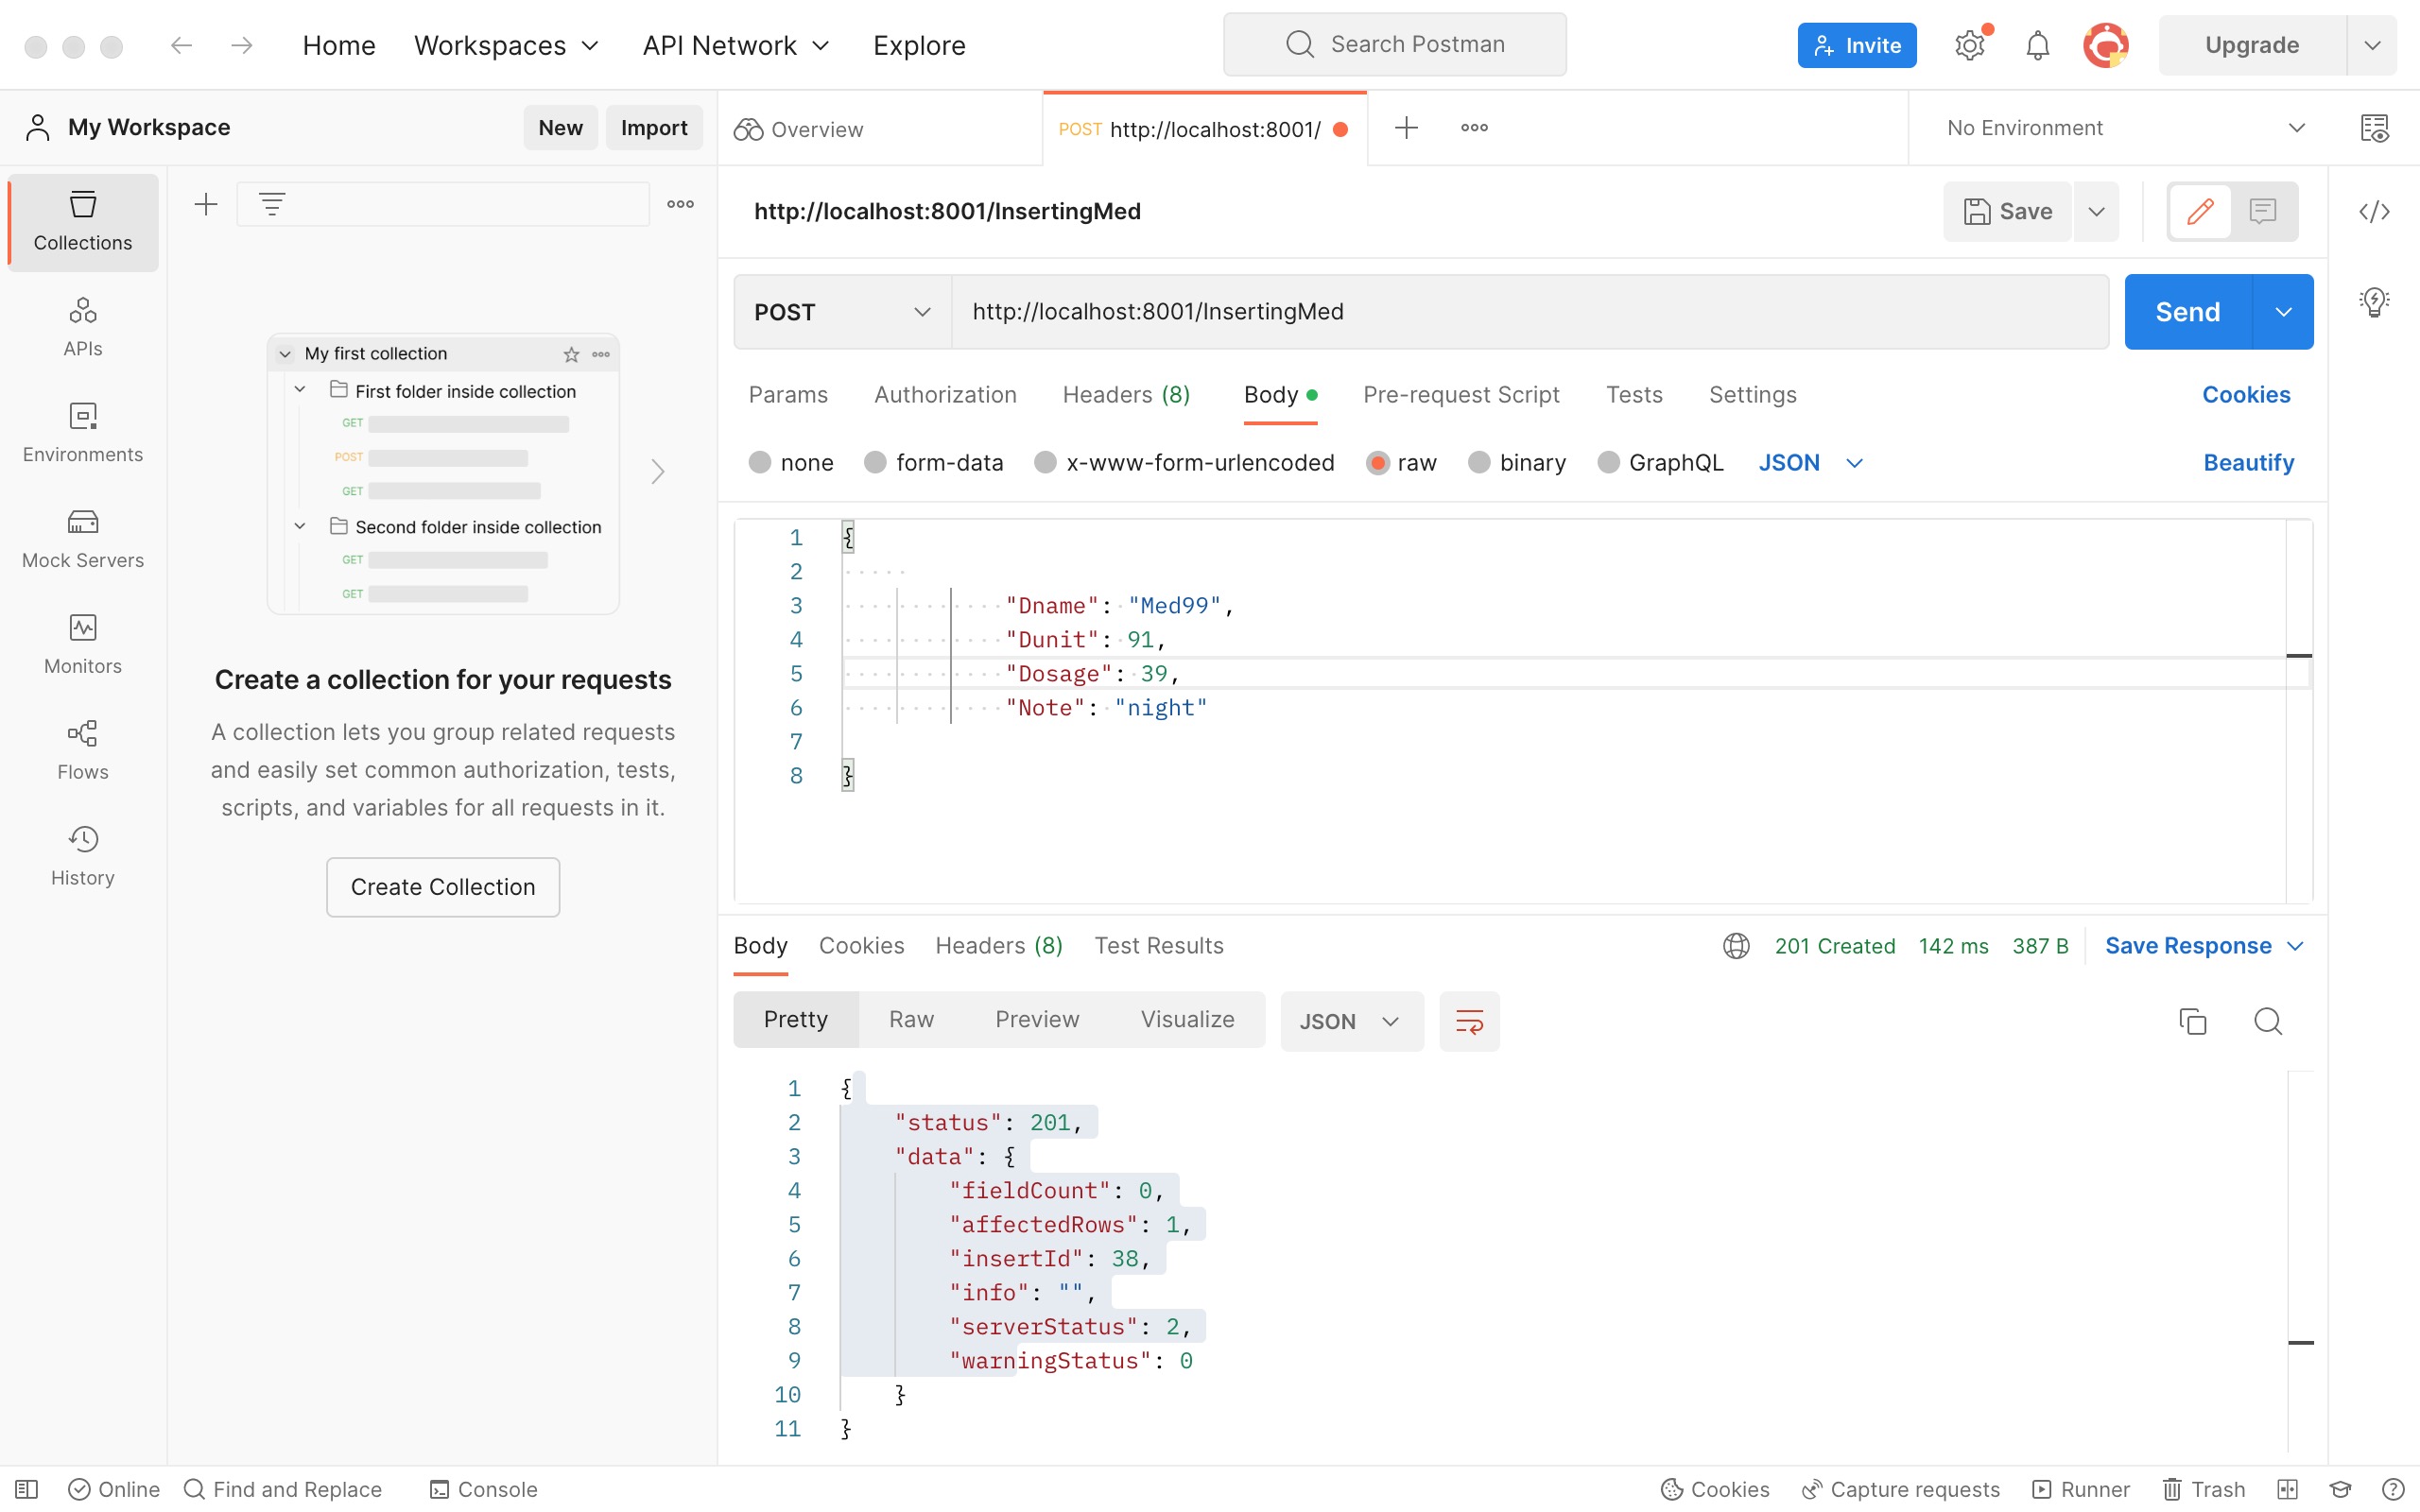 Home Workspaces API Network Explore Search Postman Invite Upgrade
My Workspace New Import Overview POST http://localhost:8001/ No Environment
Collections
APIs
Environments
Mock Servers
Monitors
Flows
History
My first collection
First folder inside collection
GET
POST
GET
Second folder inside collection
GET
GET
Create a collection for your requests
A collection lets you group related requests
and easily set common authorization, tests,
scripts, and variables for all requests in it.
Create Collection
http://localhost:8001/InsertingMed Save
POST http://localhost:8001/InsertingMed Send
Params Authorization Headers (8) Body Pre-request Script Tests Settings Cookies
none form-data x-www-form-urlencoded raw binary GraphQL JSON Beautify
1 {
2
3 "Dname": "Med99",
4 "Dunit": 91,
5 "Dosage": 39,
6 "Note": "night"
7
8 }
Body Cookies Headers (8) Test Results 201 Created 142 ms 387 B Save Response
Pretty Raw Preview Visualize JSON
1 {
2 "status": 201,
3 "data": {
4 "fieldCount": 0,
5 "affectedRows": 1,
6 "insertId": 38,
7 "info": "",
8 "serverStatus": 2,
9 "warningStatus": 0
10 }
11 }
Online Find and Replace Console Cookies Capture requests Runner Trash